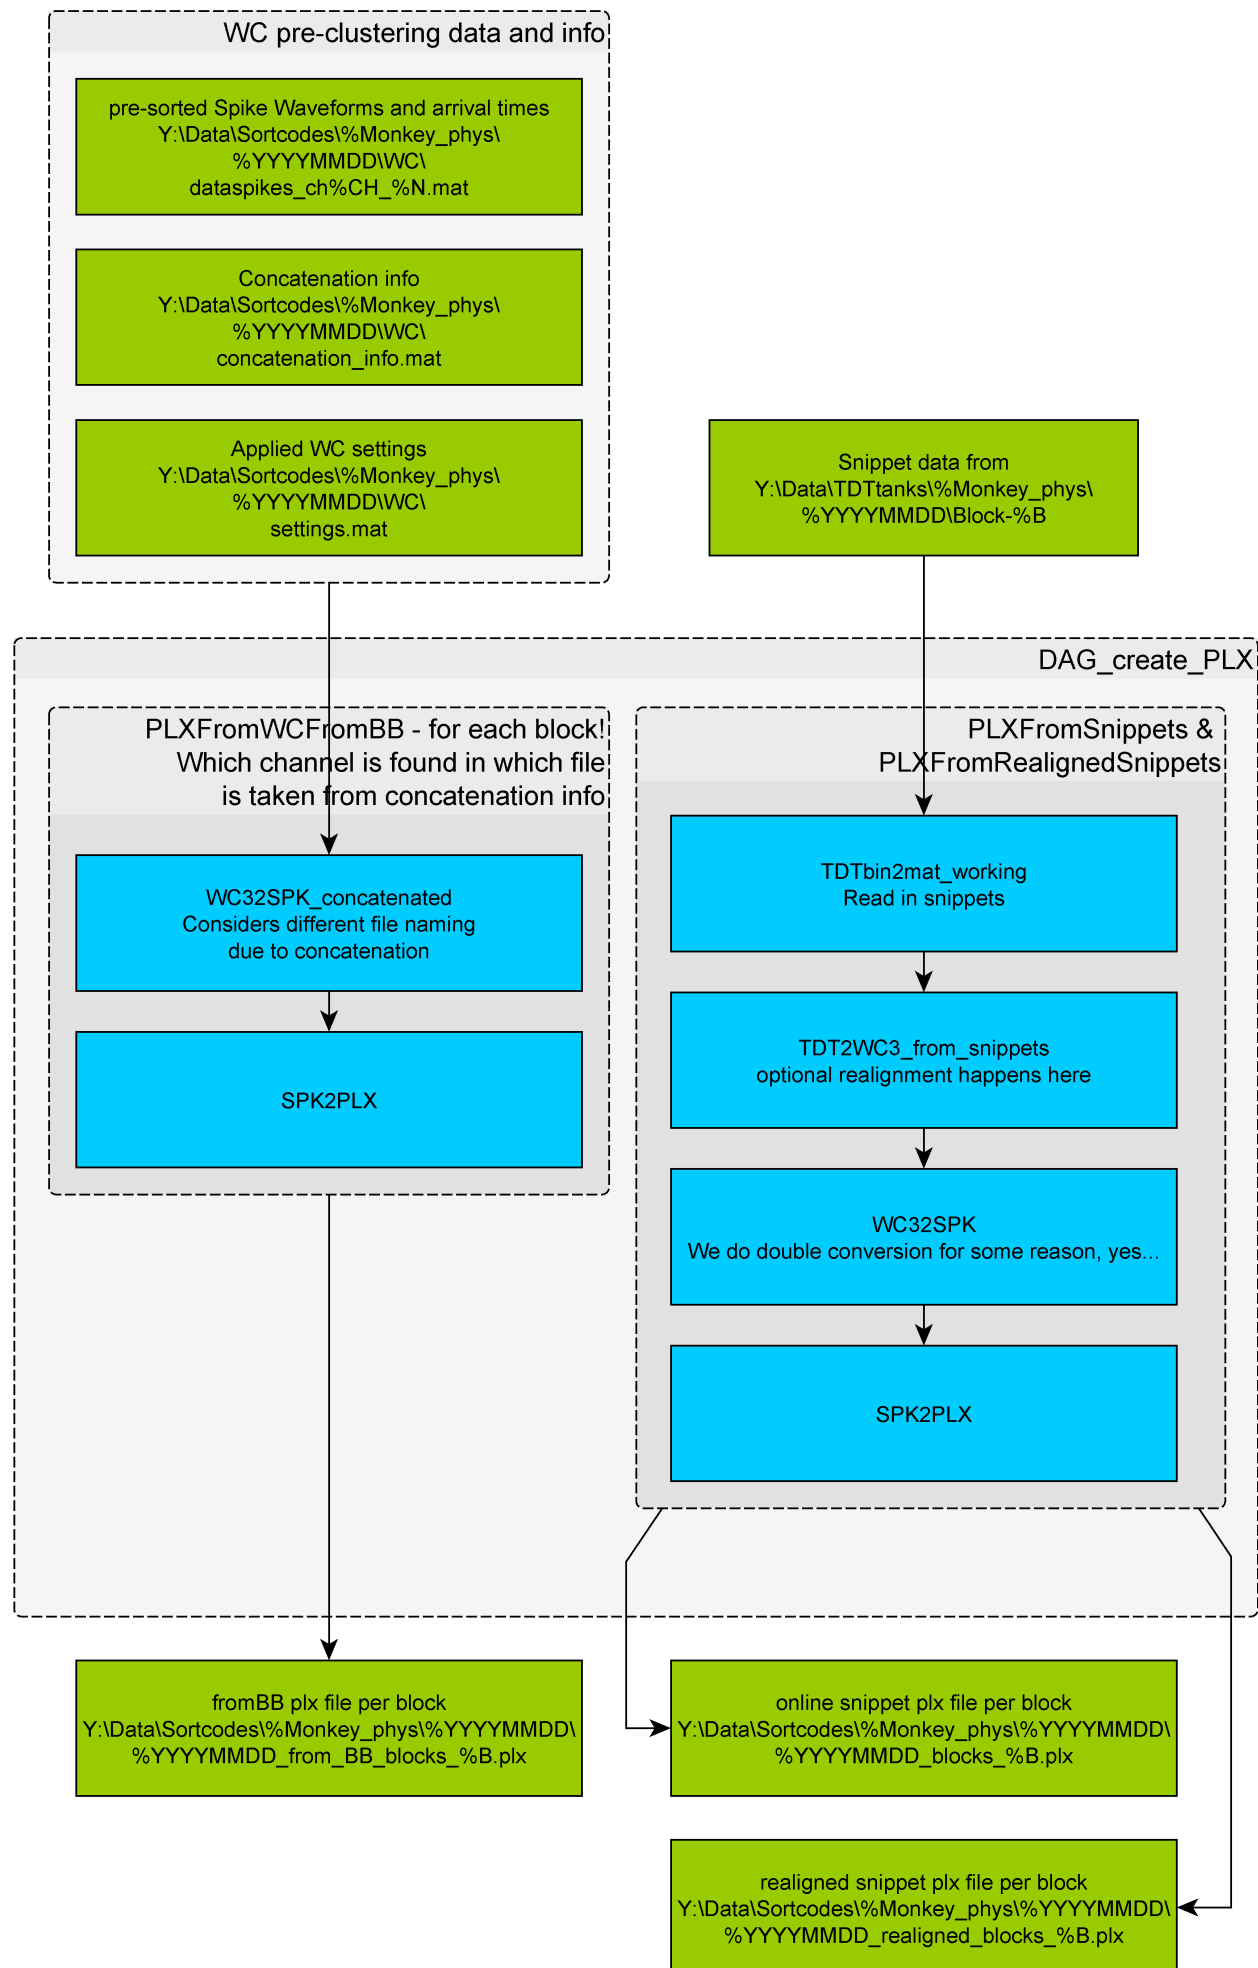 WC pre-clustering data and info
pre-sorted Spike Waveforms and arrival times
Y:\Data\Sortcodes\%Monkey_phys\
%YYYYMMDD\WC\
dataspikes_ch%CH_%N.mat
Concatenation info
Y:\Data\Sortcodes\%Monkey_phys\
%YYYYMMDD\WC\
concatenation_info.mat
Applied WC settings
Y:\Data\Sortcodes\%Monkey_phys\
%YYYYMMDD\WC\
settings.mat
Snippet data from
Y:\Data\TDTtanks\%Monkey_phys\
%YYYYMMDD\Block-%B
DAG_create_PLX
PLXFromWCFromBB - for each block!
Which channel is found in which file
is taken from concatenation info
WC32SPK_concatenated
Considers different file naming
due to concatenation
SPK2PLX
PLXFromSnippets &
PLXFromRealignedSnippets
TDTbin2mat_working
Read in snippets
TDT2WC3_from_snippets
optional realignment happens here
WC32SPK
We do double conversion for some reason, yes...
SPK2PLX
fromBB plx file per block
Y:\Data\Sortcodes\%Monkey_phys\%YYYYMMDD\
%YYYYMMDD_from_BB_blocks_%B.plx
online snippet plx file per block
Y:\Data\Sortcodes\%Monkey_phys\%YYYYMMDD\
%YYYYMMDD_blocks_%B.plx
realigned snippet plx file per block
Y:\Data\Sortcodes\%Monkey_phys\%YYYYMMDD\
%YYYYMMDD_realigned_blocks_%B.plx